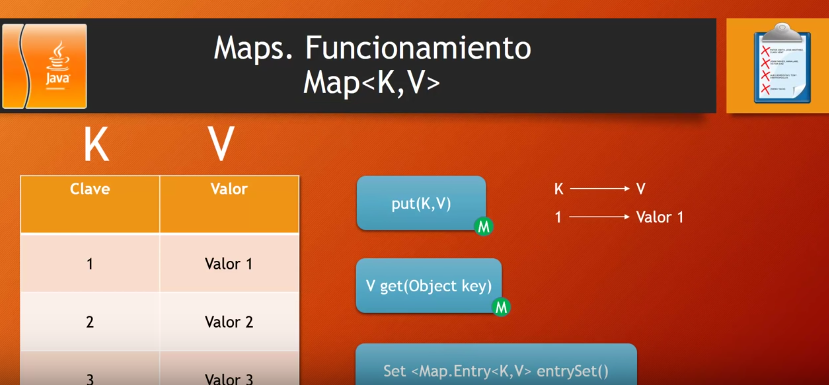 Java
Maps. Funcionamiento
Map<K,V>
K V
Clave Valor
1 Valor 1
2 Valor 2
3 Valor 3
put(K,V)
M
V get(Object key)
M
Set <Map.Entry<K,V> entrySet()
K V
1 Valor 1